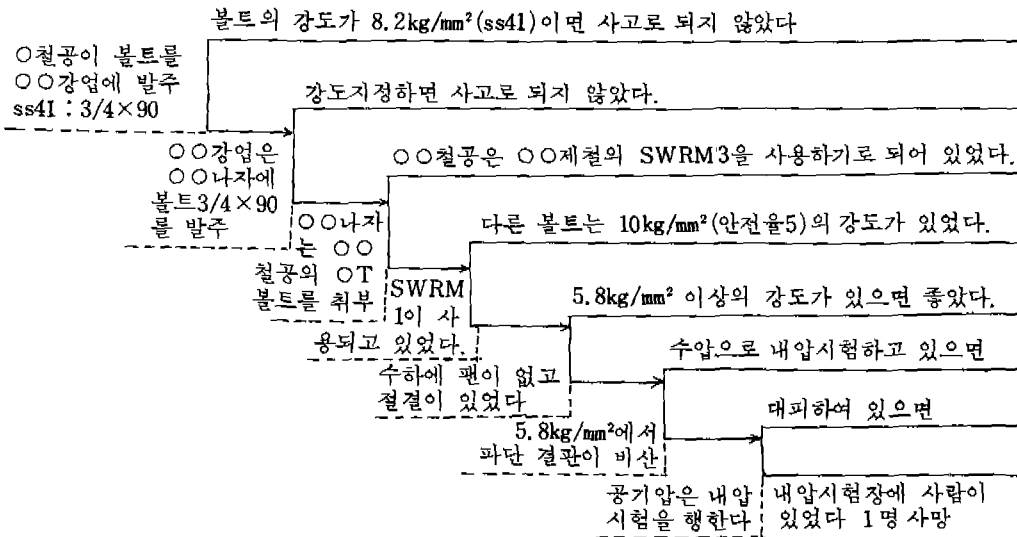 볼트의 강도가 8.2kg/mm²(ss41)이면 사고로 되지 않았다
○철공이 볼트를
○○강업에 발주
ss41 : 3/4×90
강도지정하면 사고로 되지 않았다.
○○강업은
○○나자에
볼트3/4×90
를 발주
○○철공은 ○○제철의 SWRM3을 사용하기로 되어 있었다.
○○나자
는 ○○
철공의 ○T
볼트를 취부
다른 볼트는 10kg/mm²(안전율5)의 강도가 있었다.
SWRM
1이 사
용되고 있었다.
5.8kg/mm² 이상의 강도가 있으면 좋았다.
수하에 팬이 없고
절결이 있었다
수압으로 내압시험하고 있으면
5.8kg/mm²에서
파단 결판이 비산
대피하여 있으면
공기압은 내압
시험을 행한다
내압시험장에 사람이
있었다 1명 사망